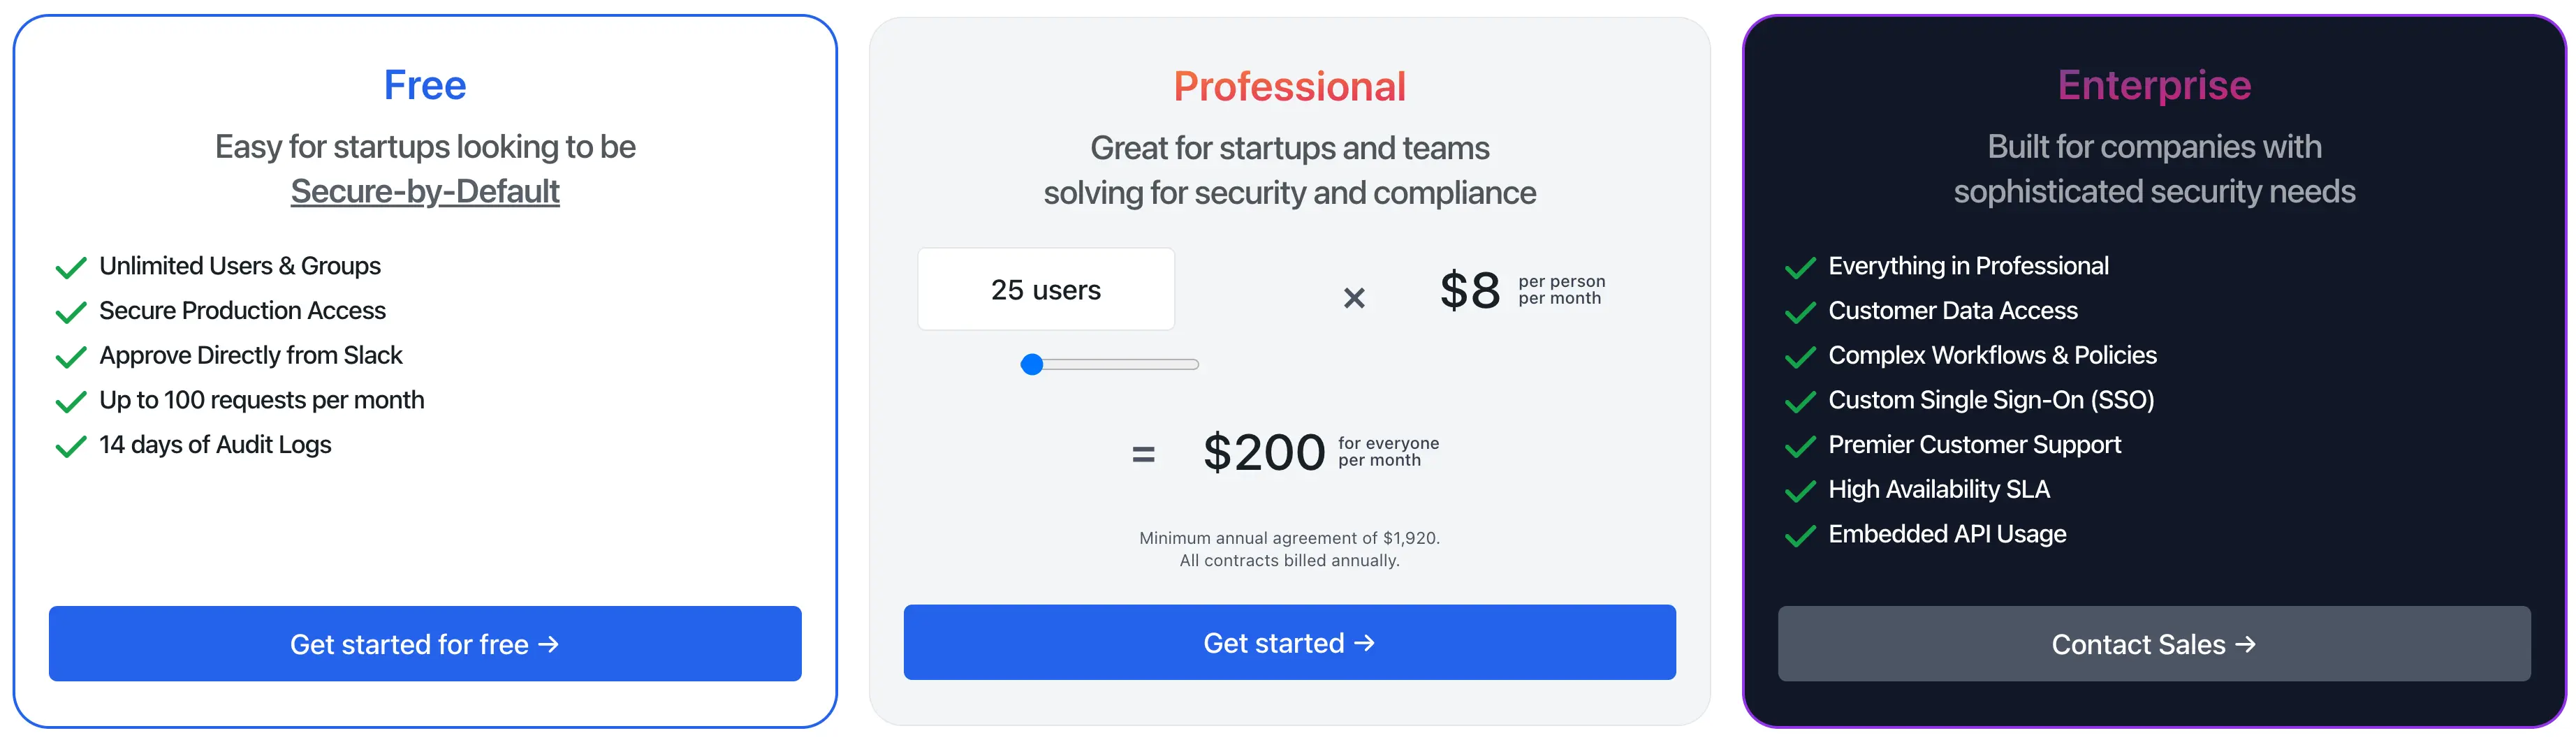 Free
Easy for startups looking to be
Secure-by-Default
Unlimited Users & Groups
Secure Production Access
Approve Directly from Slack
Up to 100 requests per month
14 days of Audit Logs
Get started for free →
Professional
Great for startups and teams
solving for security and compliance
25 users
×
$8
per person
per month
=
$200
for everyone
per month
Minimum annual agreement of $1,920.
All contracts billed annually.
Get started →
Enterprise
Built for companies with
sophisticated security needs
Everything in Professional
Customer Data Access
Complex Workflows & Policies
Custom Single Sign-On (SSO)
Premier Customer Support
High Availability SLA
Embedded API Usage
Contact Sales →